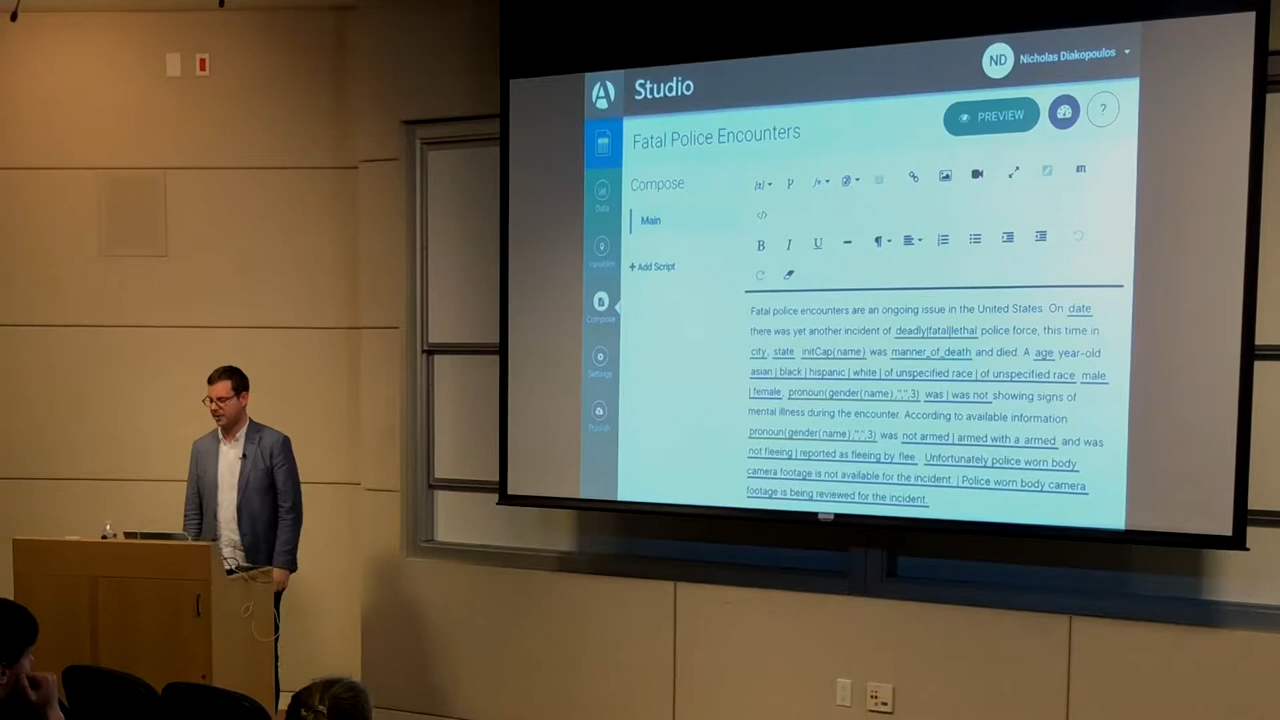 Studio
ND Nicholas Diakopoulos
Fatal Police Encounters
PREVIEW
?
Compose
Main
+ Add Script
Data
Variables
Compose
Settings
Publish
B I U
Fatal police encounters are an ongoing issue in the United States. On date
there was yet another incident of deadly|fatal|lethal police force, this time in
city, state initCap(name) was manner_of_death and died. A age year-old
asian | black | hispanic | white | of unspecified race | of unspecified race male
| female, pronoun(gender(name),"","",3) was | was not showing signs of
mental illness during the encounter. According to available information
pronoun(gender(name),"","",3) was not armed | armed with a armed and was
not fleeing | reported as fleeing by flee. Unfortunately police worn body
camera footage is not available for the incident. | Police worn body camera
footage is being reviewed for the incident.